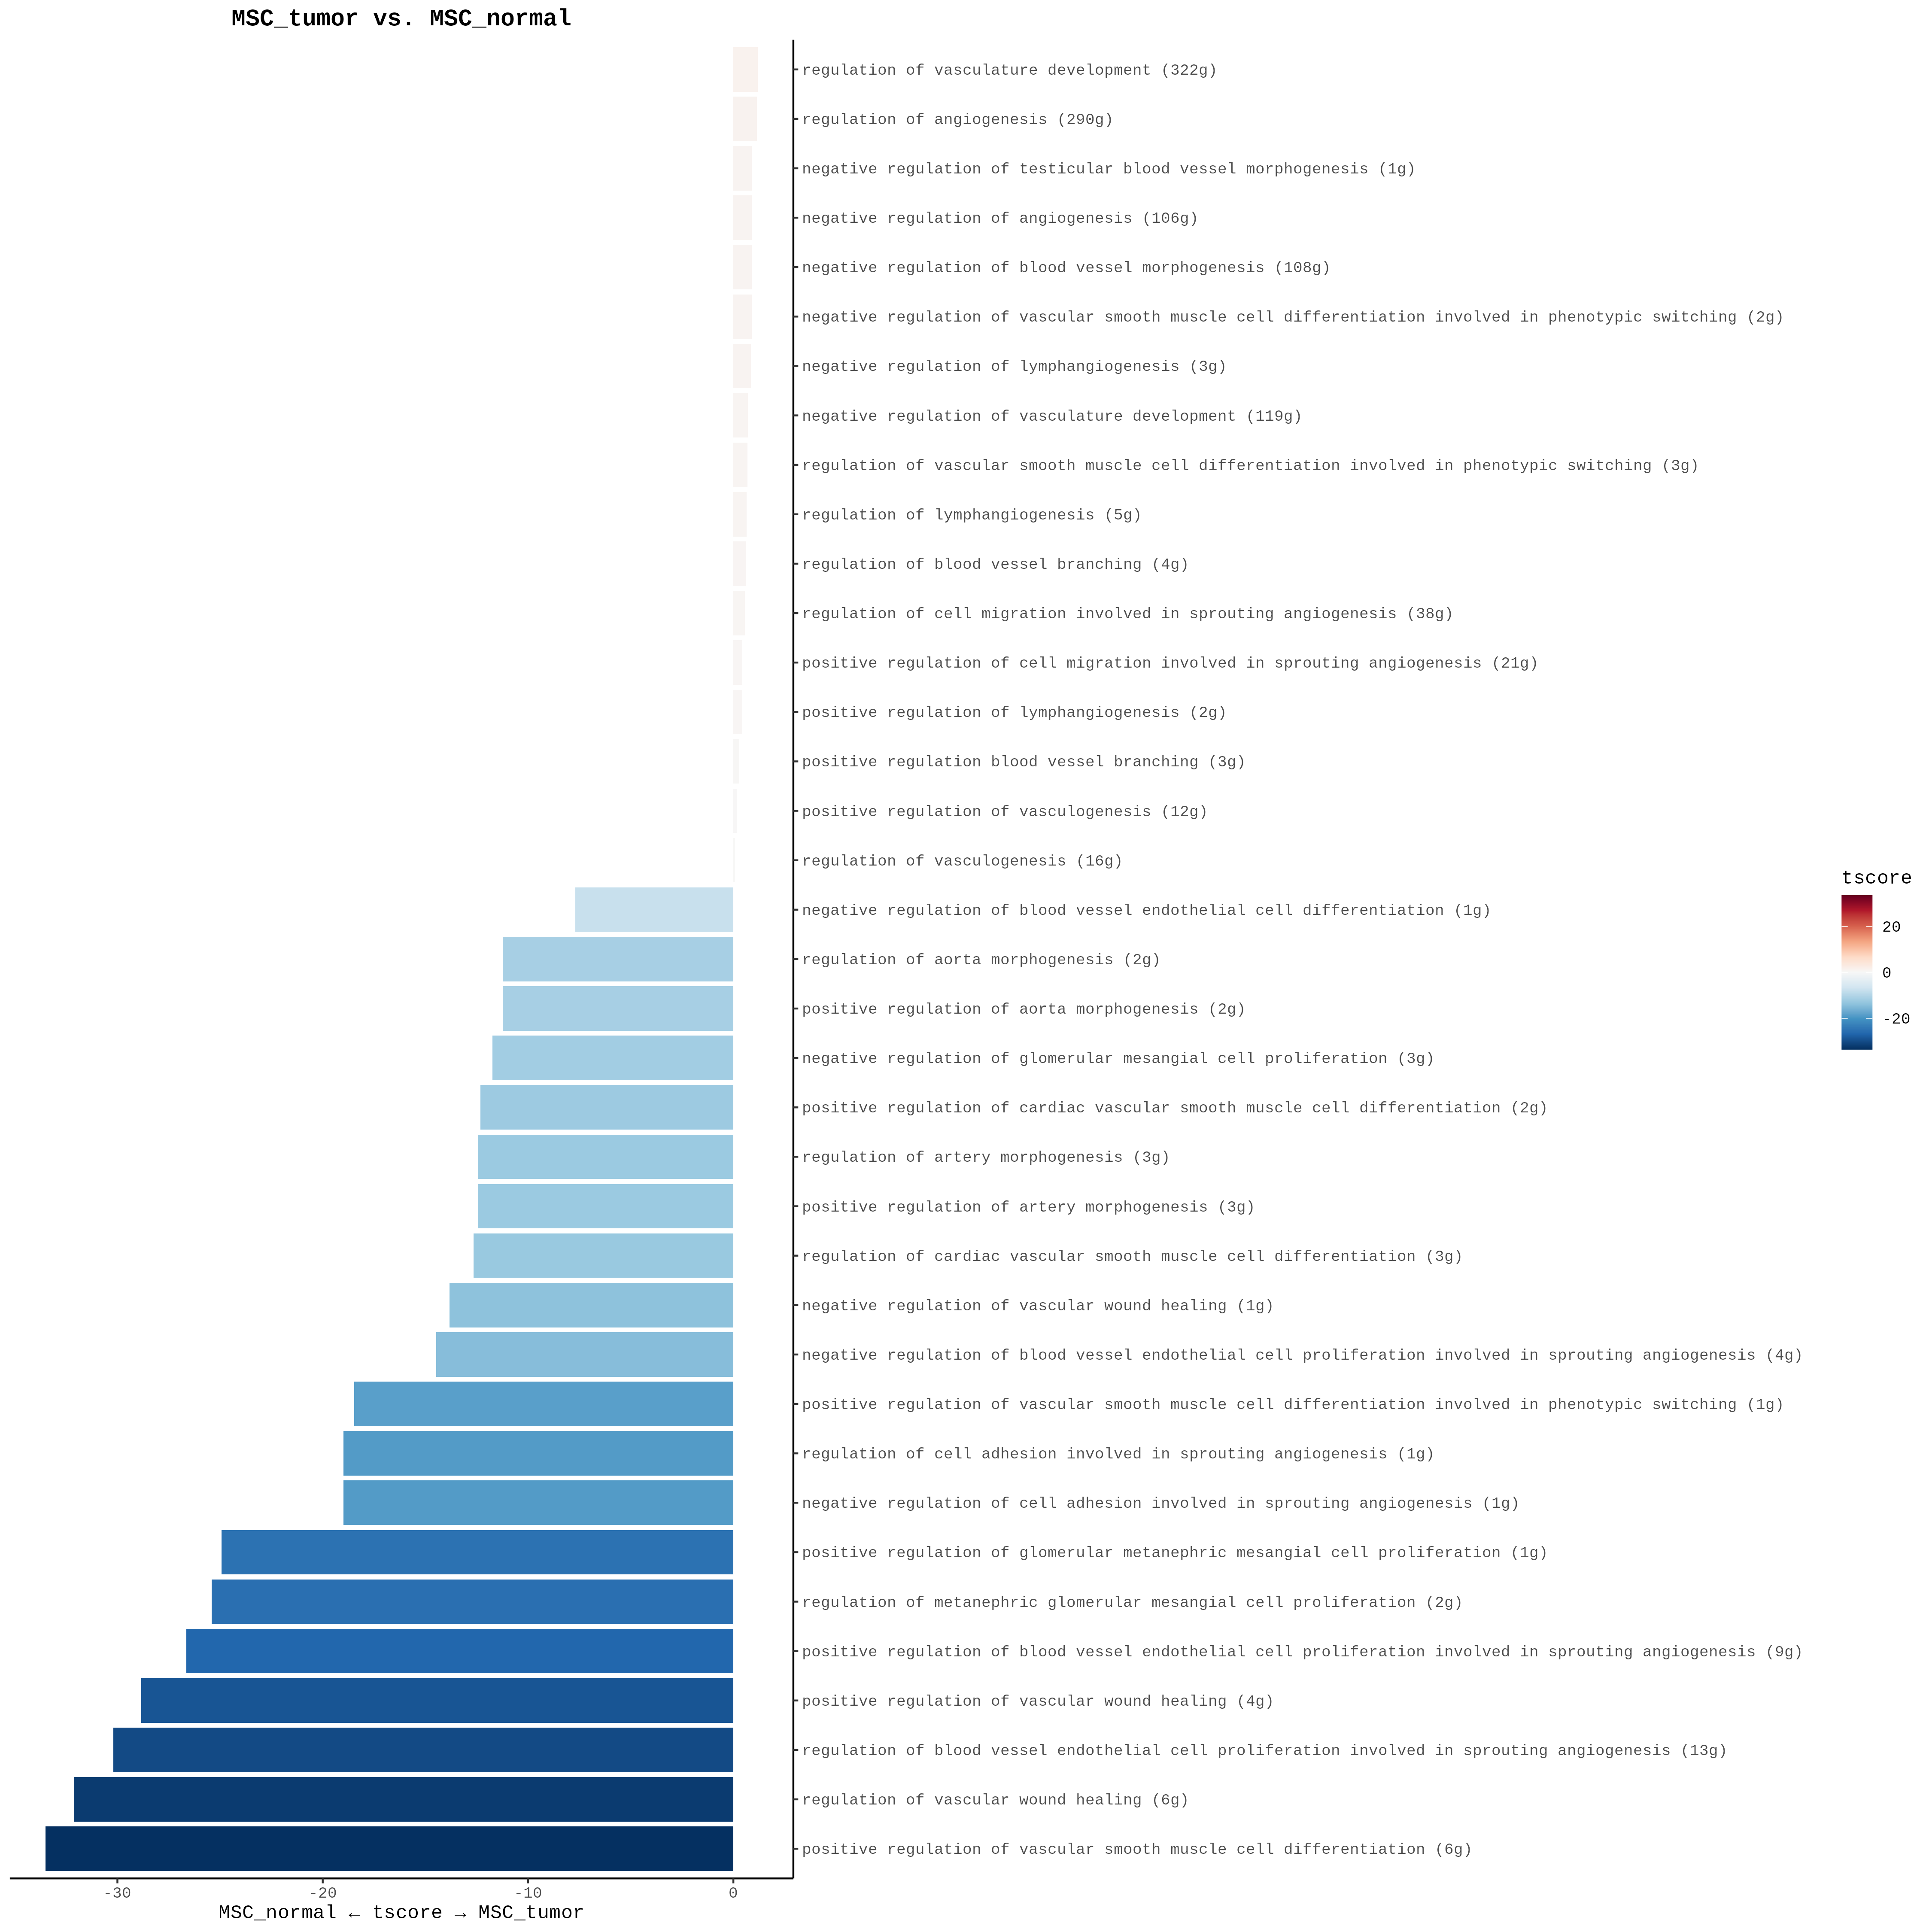 MSC_tumor vs. MSC_normal
regulation of vasculature development (322g)
regulation of angiogenesis (290g)
negative regulation of testicular blood vessel morphogenesis (1g)
negative regulation of angiogenesis (106g)
negative regulation of blood vessel morphogenesis (108g)
negative regulation of vascular smooth muscle cell differentiation involved in phenotypic switching (2g)
negative regulation of lymphangiogenesis (3g)
negative regulation of vasculature development (119g)
regulation of vascular smooth muscle cell differentiation involved in phenotypic switching (3g)
regulation of lymphangiogenesis (5g)
regulation of blood vessel branching (4g)
regulation of cell migration involved in sprouting angiogenesis (38g)
positive regulation of cell migration involved in sprouting angiogenesis (21g)
positive regulation of lymphangiogenesis (2g)
positive regulation blood vessel branching (3g)
positive regulation of vasculogenesis (12g)
regulation of vasculogenesis (16g)
negative regulation of blood vessel endothelial cell differentiation (1g)
regulation of aorta morphogenesis (2g)
positive regulation of aorta morphogenesis (2g)
negative regulation of glomerular mesangial cell proliferation (3g)
positive regulation of cardiac vascular smooth muscle cell differentiation (2g)
regulation of artery morphogenesis (3g)
positive regulation of artery morphogenesis (3g)
regulation of cardiac vascular smooth muscle cell differentiation (3g)
negative regulation of vascular wound healing (1g)
negative regulation of blood vessel endothelial cell proliferation involved in sprouting angiogenesis (4g)
positive regulation of vascular smooth muscle cell differentiation involved in phenotypic switching (1g)
regulation of cell adhesion involved in sprouting angiogenesis (1g)
negative regulation of cell adhesion involved in sprouting angiogenesis (1g)
positive regulation of glomerular metanephric mesangial cell proliferation (1g)
regulation of metanephric glomerular mesangial cell proliferation (2g)
positive regulation of blood vessel endothelial cell proliferation involved in sprouting angiogenesis (9g)
positive regulation of vascular wound healing (4g)
regulation of blood vessel endothelial cell proliferation involved in sprouting angiogenesis (13g)
regulation of vascular wound healing (6g)
positive regulation of vascular smooth muscle cell differentiation (6g)
-30 -20 -10 0
MSC_normal ← tscore → MSC_tumor
tscore
20
0
-20